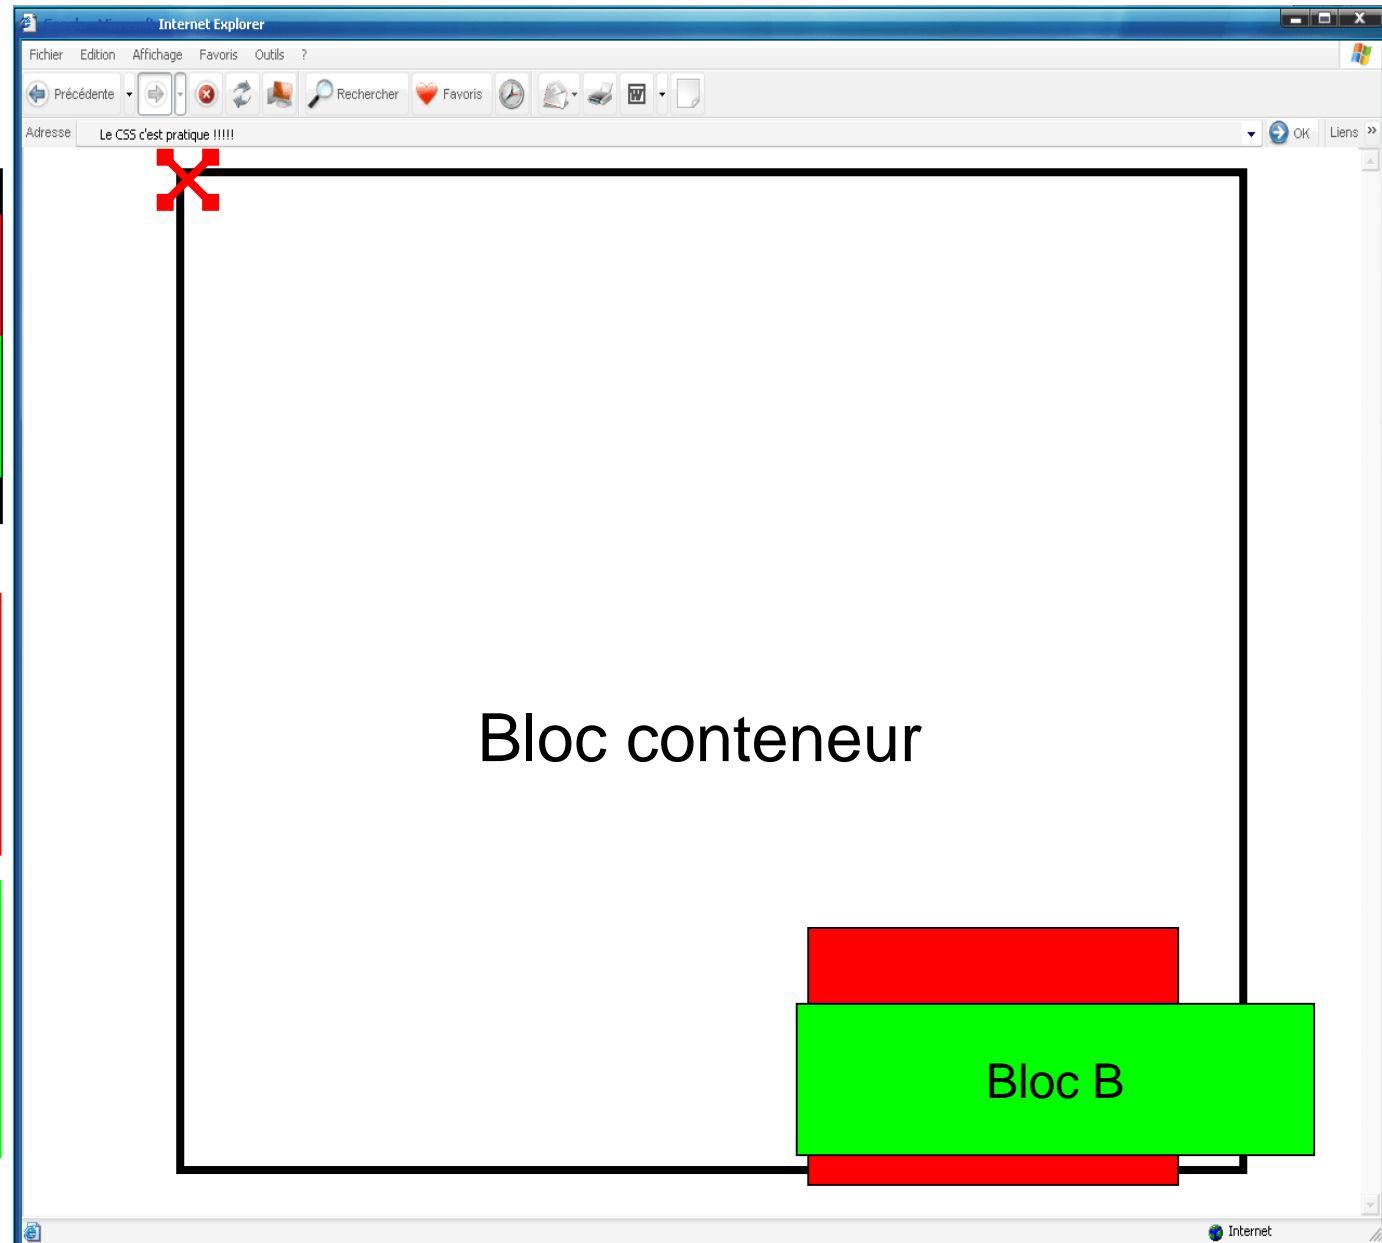 Internet Explorer
Fichier Edition Affichage Favoris Outils ?
Précédente Rechercher Favoris
Adresse Le CSS c'est pratique !!!!! OK Liens »
Bloc conteneur
Bloc B
Internet